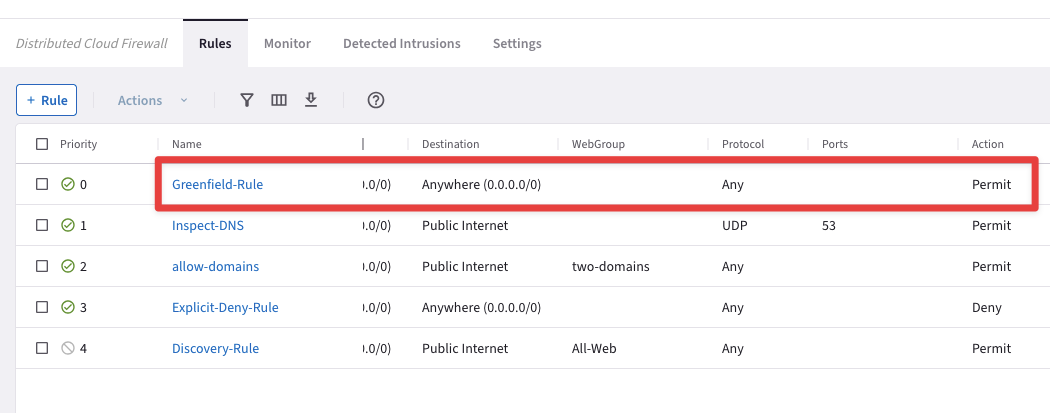 Distributed Cloud Firewall Rules Monitor Detected Intrusions Settings
+ Rule Actions
Priority Name Destination WebGroup Protocol Ports Action
0 Greenfield-Rule .0/0) Anywhere (0.0.0.0/0) Any Permit
1 Inspect-DNS .0/0) Public Internet UDP 53 Permit
2 allow-domains .0/0) Public Internet two-domains Any Permit
3 Explicit-Deny-Rule .0/0) Anywhere (0.0.0.0/0) Any Deny
4 Discovery-Rule .0/0) Public Internet All-Web Any Permit